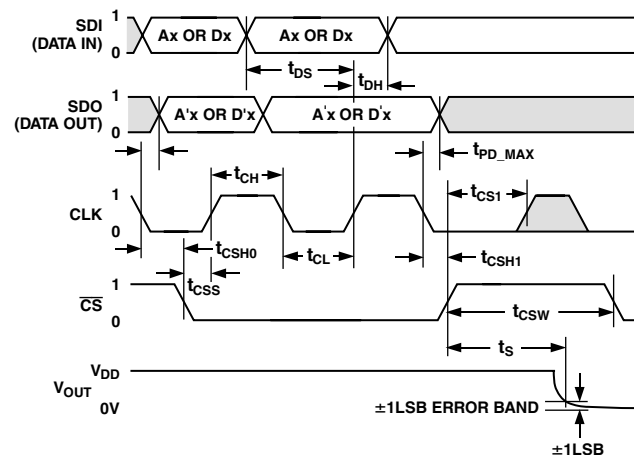 SDI
(DATA IN)
1
0
Ax OR Dx
Ax OR Dx
tDS
tDH
SDO
(DATA OUT)
1
0
A'x OR D'x
A'x OR D'x
tPD_MAX
tCH
tCS1
CLK
1
0
tCSH0
tCL
tCSH1
tCSS
CS
1
0
tCSW
tS
VDD
VOUT
0V
±1LSB ERROR BAND
±1LSB